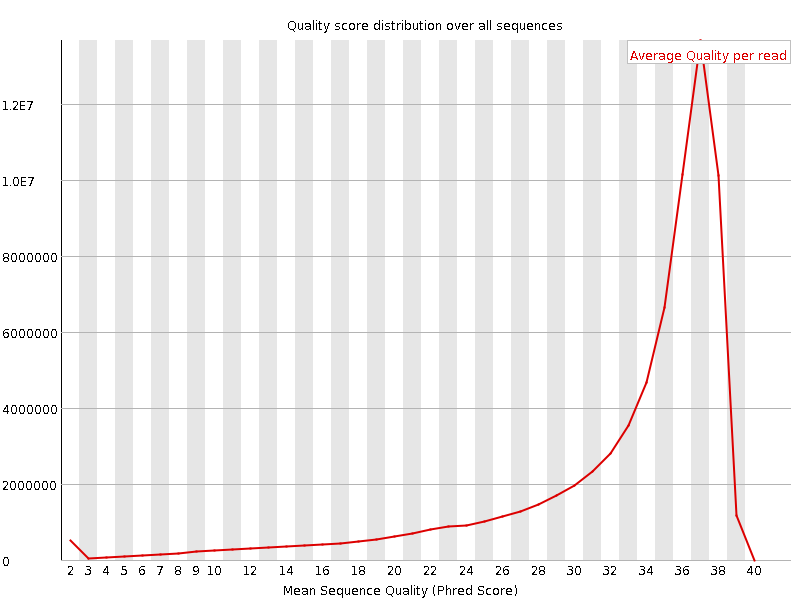 Quality score distribution over all sequences
Average Quality per read
1.2E7
1.0E7
8000000
6000000
4000000
2000000
0
2 3 4 5 6 7 8 9 10 12 14 16 18 20 22 24 26 28 30 32 34 36 38 40
Mean Sequence Quality (Phred Score)